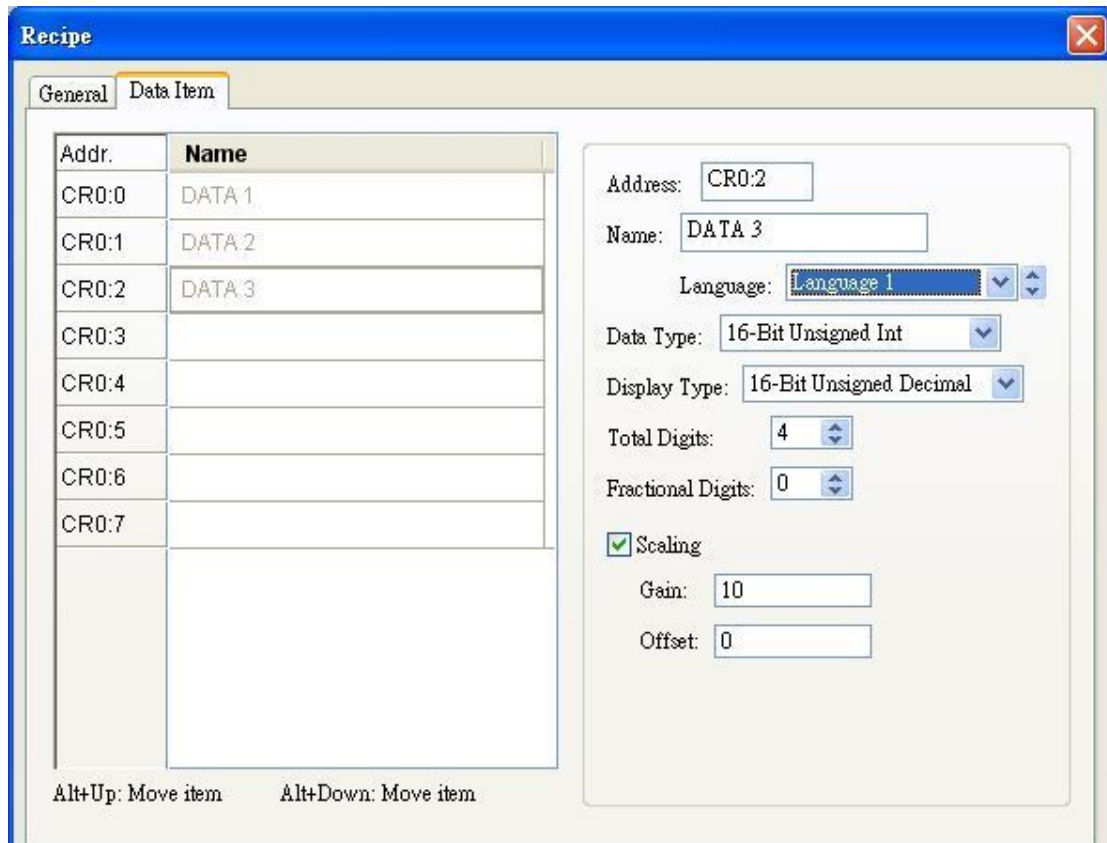 Recipe
General Data Item
Addr. Name
CR0:0 DATA 1
CR0:1 DATA 2
CR0:2 DATA 3
CR0:3
CR0:4
CR0:5
CR0:6
CR0:7
Alt+Up: Move item Alt+Down: Move item
Address: CR0:2
Name: DATA 3
Language: Language 1
Data Type: 16-Bit Unsigned Int
Display Type: 16-Bit Unsigned Decimal
Total Digits: 4
Fractional Digits: 0
Scaling
Gain: 10
Offset: 0